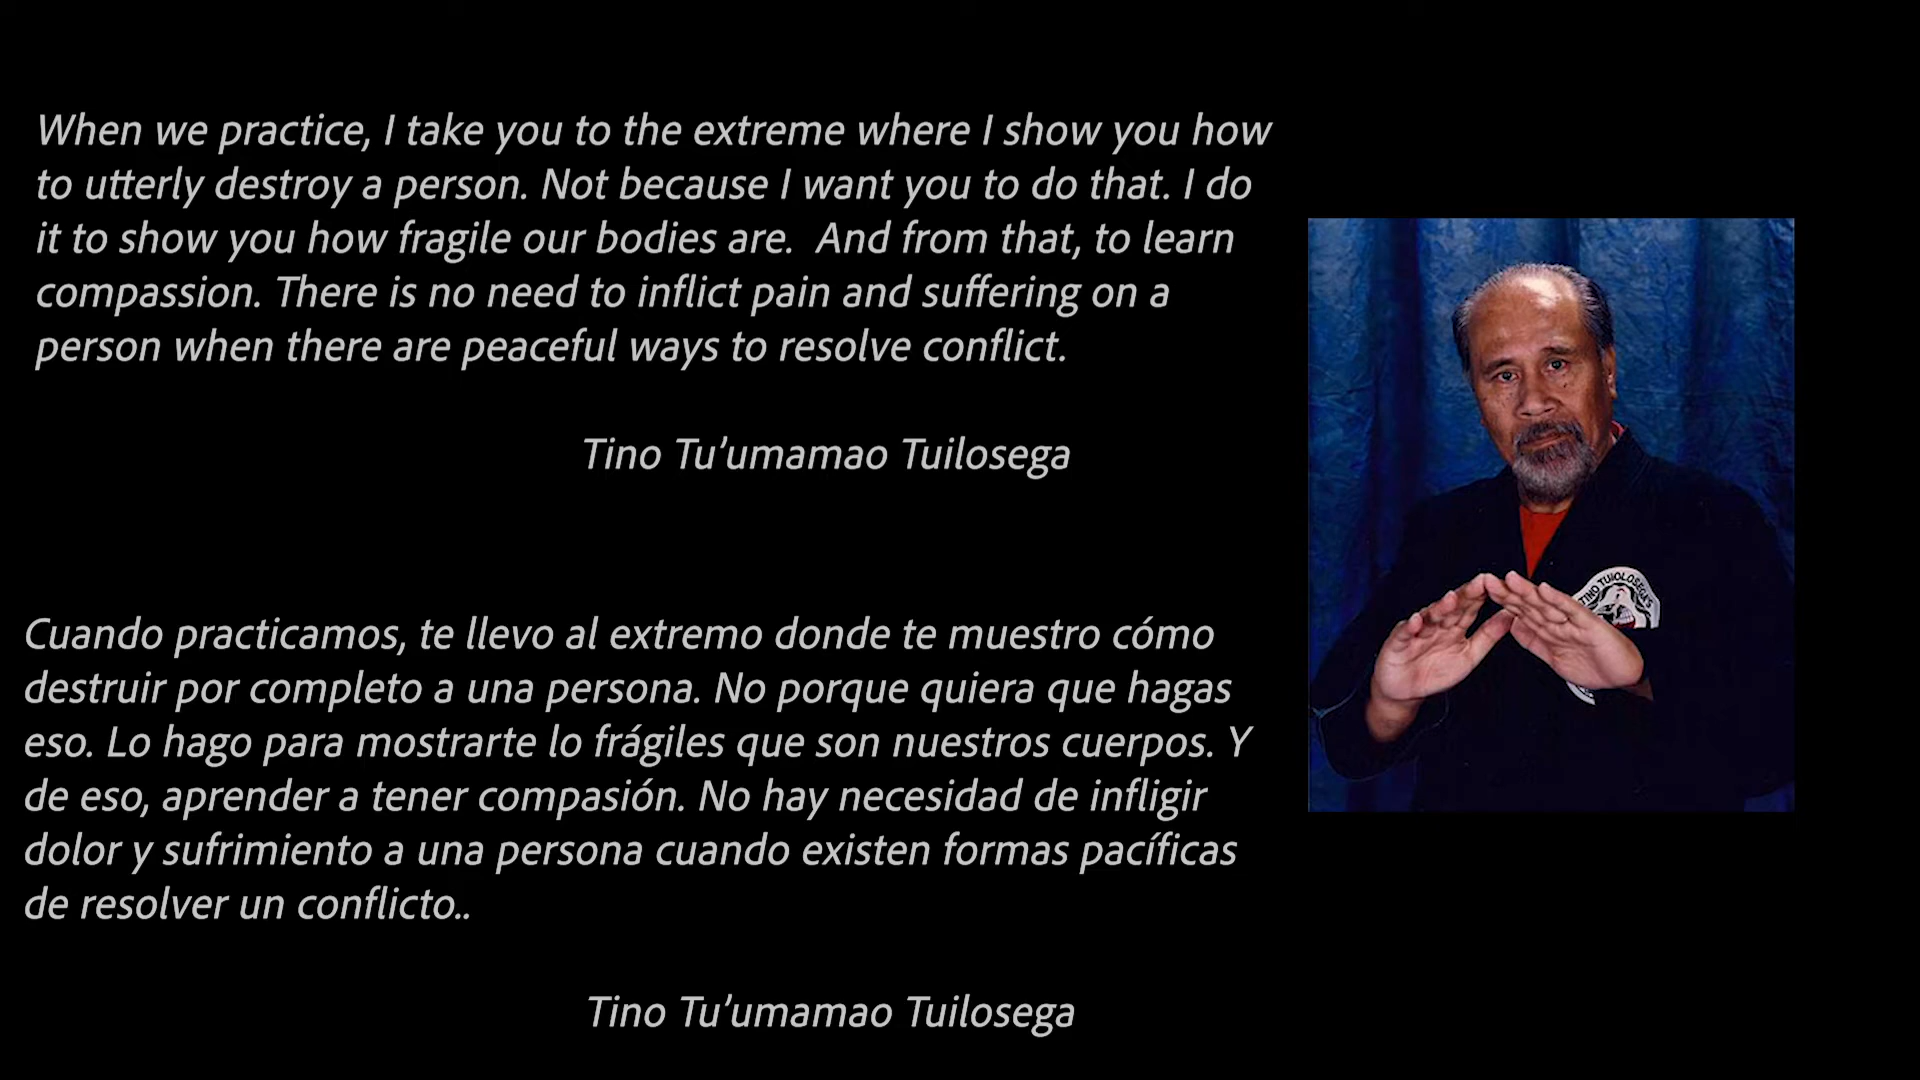 When we practice, I take you to the extreme where I show you how
to utterly destroy a person. Not because I want you to do that. I do
it to show you how fragile our bodies are.  And from that, to learn
compassion. There is no need to inflict pain and suffering on a
person when there are peaceful ways to resolve conflict.
Tino Tu’umamao Tuilosega
TINO TUIOLOSEGA'S
Cuando practicamos, te llevo al extremo donde te muestro cómo
destruir por completo a una persona. No porque quiera que hagas
eso. Lo hago para mostrarte lo frágiles que son nuestros cuerpos. Y
de eso, aprender a tener compasión. No hay necesidad de infligir
dolor y sufrimiento a una persona cuando existen formas pacíficas
de resolver un conflicto..
Tino Tu’umamao Tuilosega